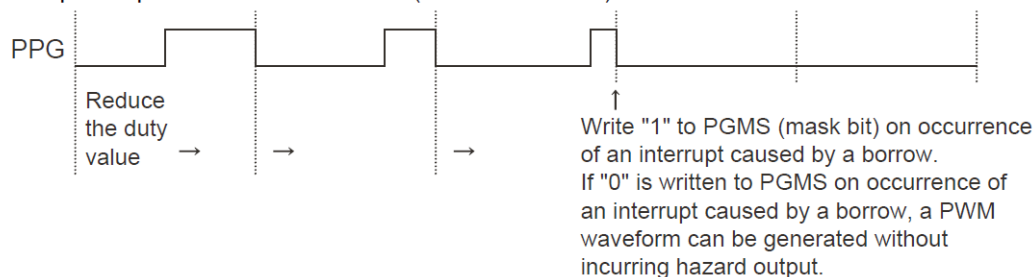 PPG
Reduce
the duty
value → → →
↑
Write "1" to PGMS (mask bit) on occurrence
of an interrupt caused by a borrow.
If "0" is written to PGMS on occurrence of
an interrupt caused by a borrow, a PWM
waveform can be generated without
incurring hazard output.